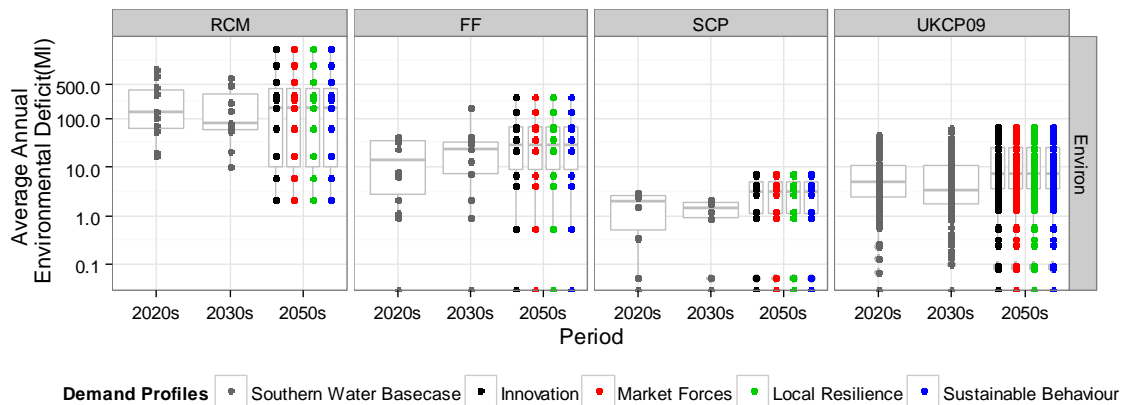 RCM FF SCP UKCP09
Average Annual
Environmental Deficit(Ml)
500.0
100.0
10.0
1.0
0.1
Environ
2020s 2030s 2050s 2020s 2030s 2050s 2020s 2030s 2050s 2020s 2030s 2050s
Period
Demand Profiles Southern Water Basecase Innovation Market Forces Local Resilience Sustainable Behaviour